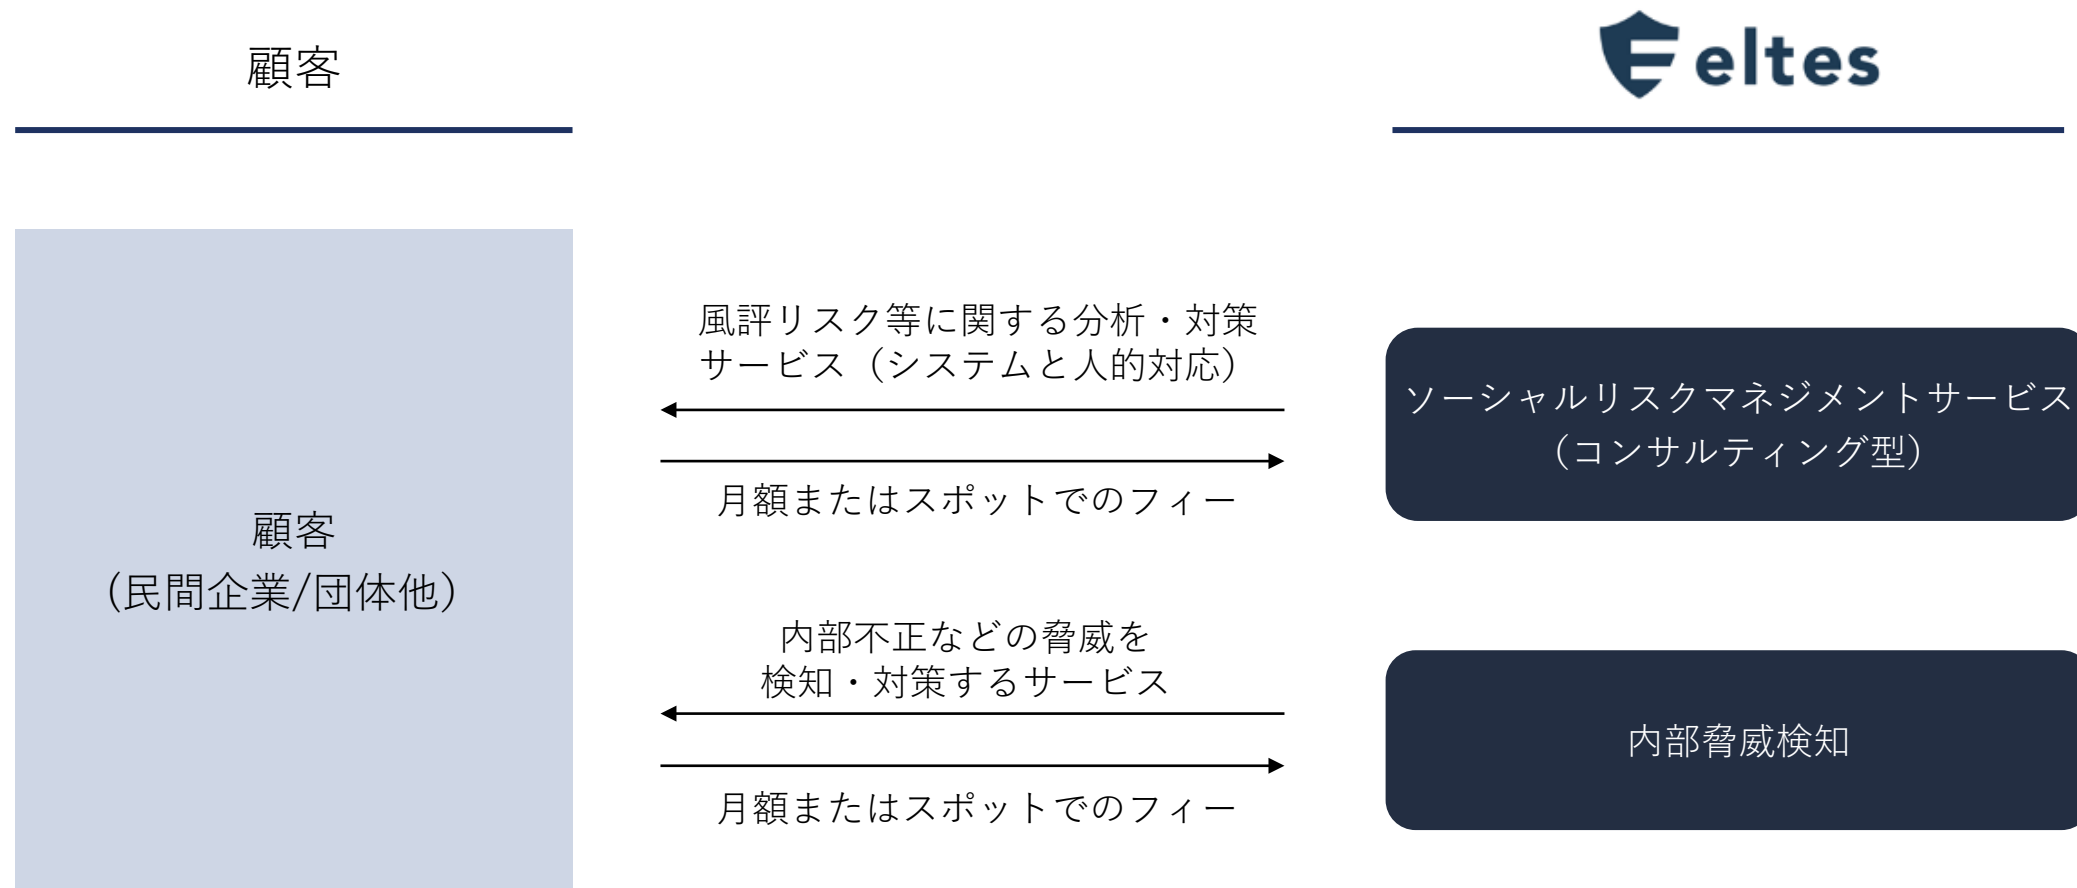 顧客
eltes
顧客
（民間企業/団体他）
風評リスク等に関する分析・対策
サービス（システムと人的対応）
月額またはスポットでのフィー
ソーシャルリスクマネジメントサービス
（コンサルティング型）
内部不正などの脅威を
検知・対策するサービス
月額またはスポットでのフィー
内部脅威検知